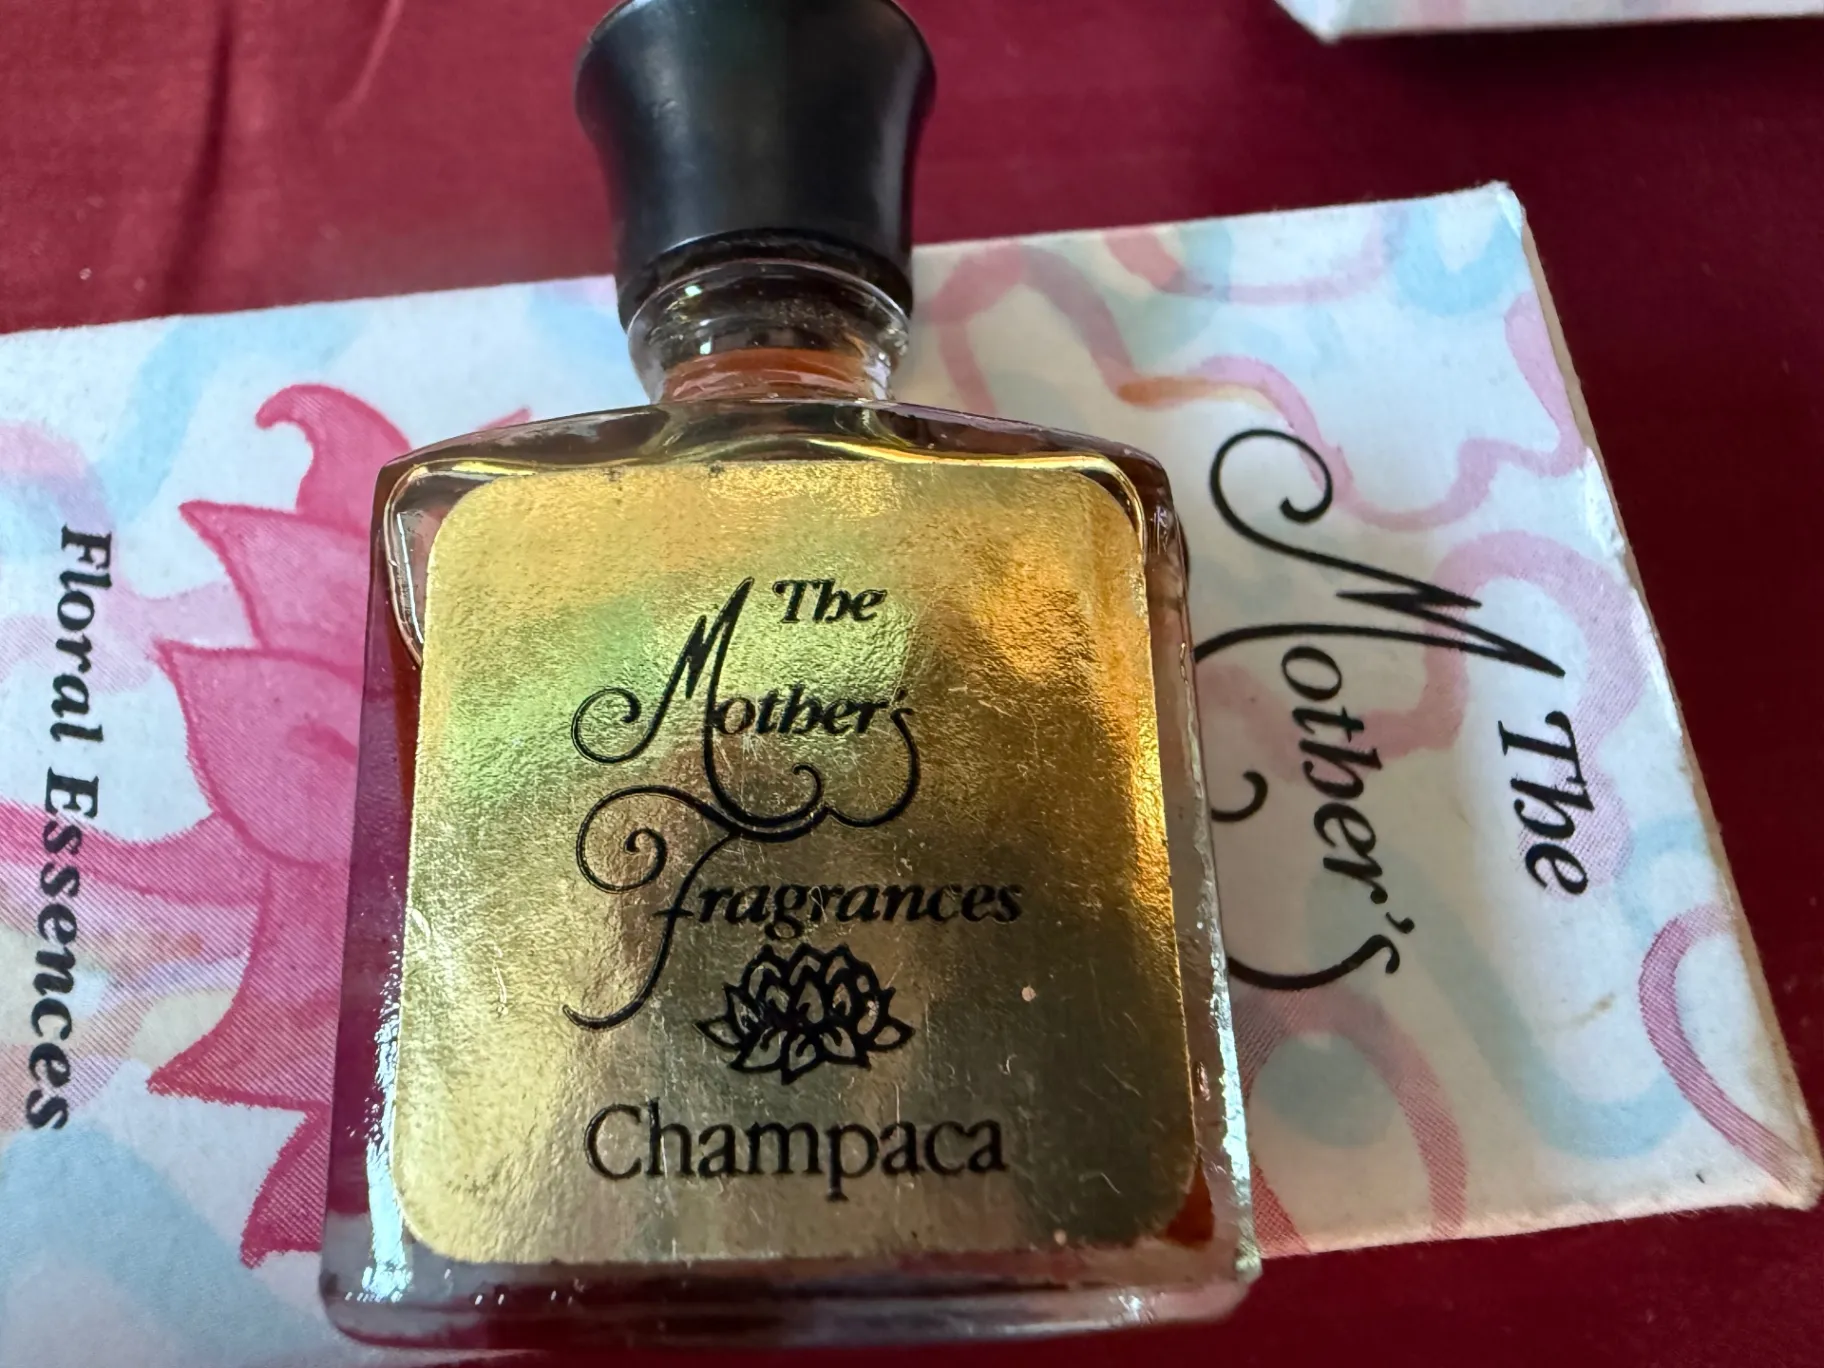 The
Mother's
Fragrances
Champaca
Floral Essences
The
Mother's